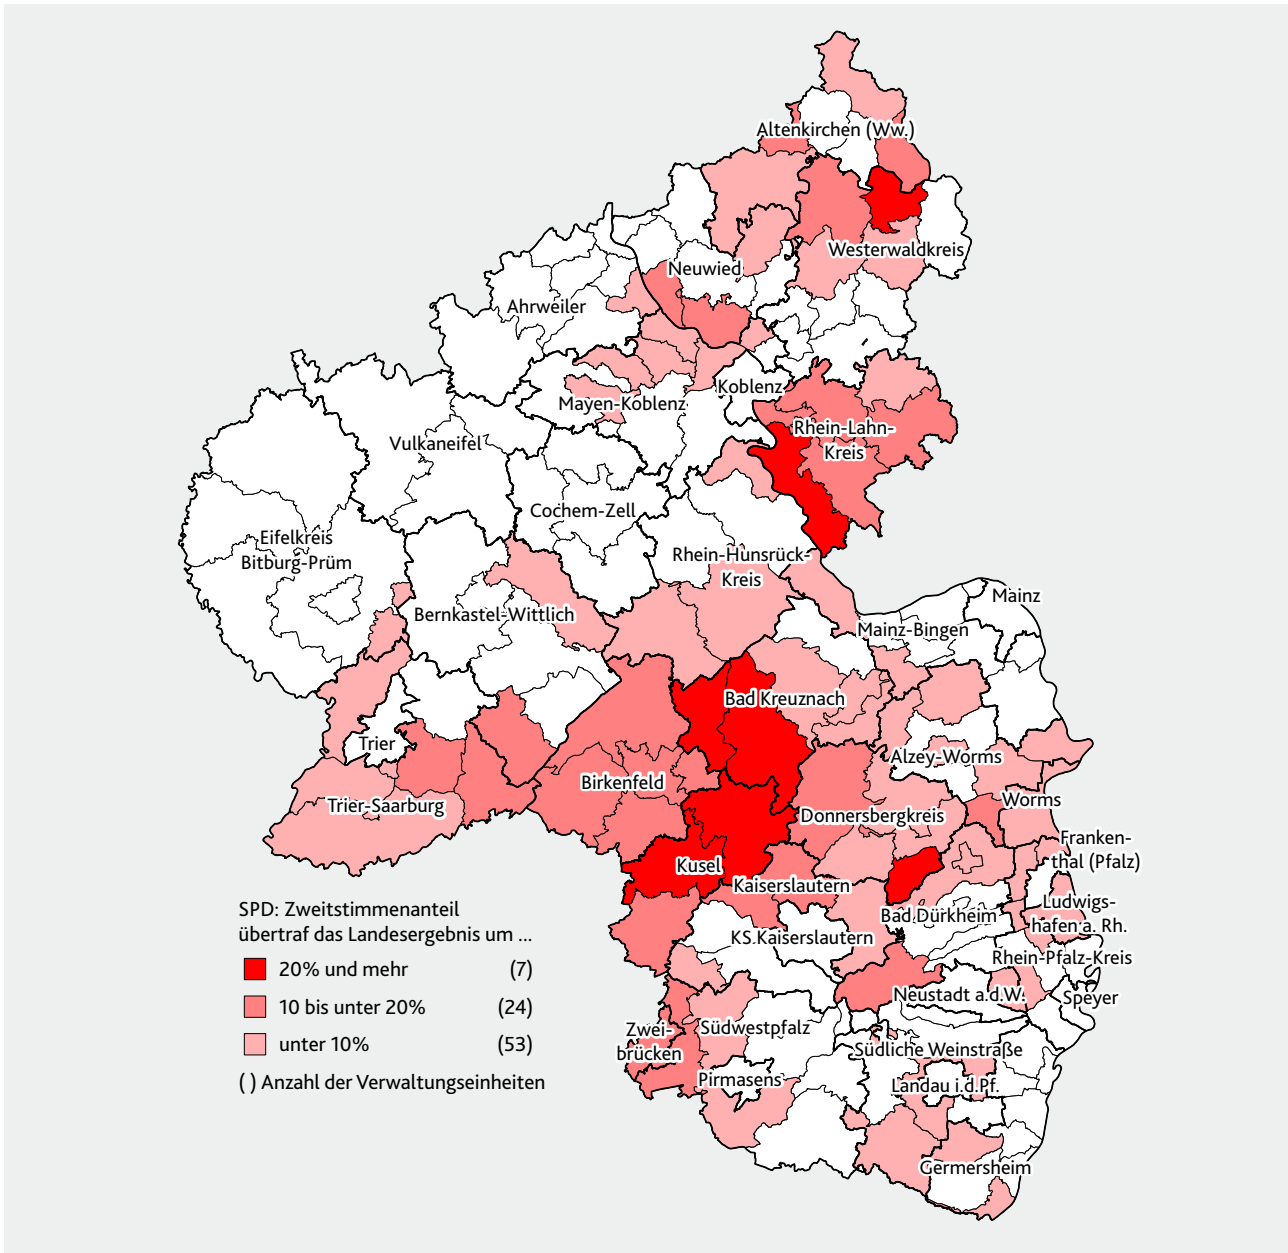 Altenkirchen (Ww.)
Westerwaldkreis
Neuwied
Ahrweiler
Koblenz
Mayen-Koblenz
Rhein-Lahn-
Kreis
Vulkaneifel
Cochem-Zell
Eifelkreis
Bitburg-Prüm
Rhein-Hunsrück-
Kreis
Mainz
Bernkastel-Wittlich
Mainz-Bingen
Bad Kreuznach
Trier
Alzey-Worms
Birkenfeld
Trier-Saarburg
Worms
Donnersbergkreis
Franken-
thal (Pfalz)
Kusel
Kaiserslautern
Ludwigs-
hafen a. Rh.
Bad Dürkheim
KS.Kaiserslautern
Rhein-Pfalz-Kreis
Neustadt a.d.W.
Speyer
Zwei-
brücken
Südwestpfalz
Südliche Weinstraße
Pirmasens
Landau i.d.Pf.
Germersheim
SPD: Zweitstimmenanteil
übertraf das Landesergebnis um ...
20% und mehr (7)
10 bis unter 20% (24)
unter 10% (53)
( ) Anzahl der Verwaltungseinheiten